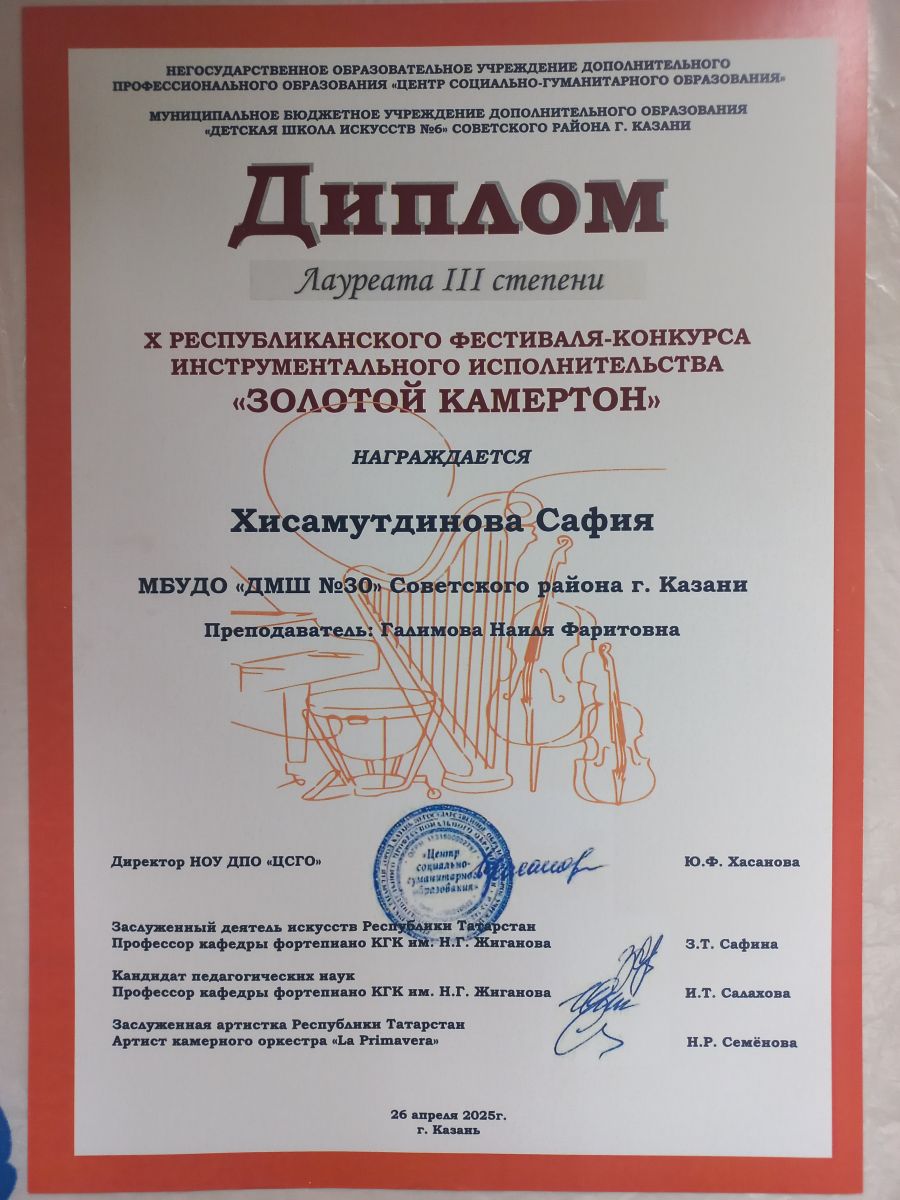 НЕГОСУДАРСТВЕННОЕ ОБРАЗОВАТЕЛЬНОЕ УЧРЕЖДЕНИЕ ДОПОЛНИТЕЛЬНОГО
ПРОФЕССИОНАЛЬНОГО ОБРАЗОВАНИЯ «ЦЕНТР СОЦИАЛЬНО-ГУМАНИТАРНОГО ОБРАЗОВАНИЯ»
МУНИЦИПАЛЬНОЕ БЮДЖЕТНОЕ УЧРЕЖДЕНИЕ ДОПОЛНИТЕЛЬНОГО ОБРАЗОВАНИЯ
«ДЕТСКАЯ ШКОЛА ИСКУССТВ №6» СОВЕТСКОГО РАЙОНА Г. КАЗАНИ
Диплом
Лауреата III степени
X РЕСПУБЛИКАНСКОГО ФЕСТИВАЛЯ-КОНКУРСА
ИНСТРУМЕНТАЛЬНОГО ИСПОЛНИТЕЛЬСТВА
«ЗОЛОТОЙ КАМЕРТОН»
НАГРАЖДАЕТСЯ
Хисамутдинова Сафия
МБУДО «ДМШ №30» Советского района г. Казани
Преподаватель: Галимова Наиля Фаритовна
«Центр
социально-
гуманитарного
образования»
Директор НОУ ДПО «ЦСГО» Ю.Ф. Хасанова
Заслуженный деятель искусств Республики Татарстан
Профессор кафедры фортепиано КГК им. Н.Г. Жиганова З.Т. Сафина
Кандидат педагогических наук
Профессор кафедры фортепиано КГК им. Н.Г. Жиганова И.Т. Салахова
Заслуженная артистка Республики Татарстан
Артист камерного оркестра «La Primavera» Н.Р. Семёнова
26 апреля 2025г.
г. Казань